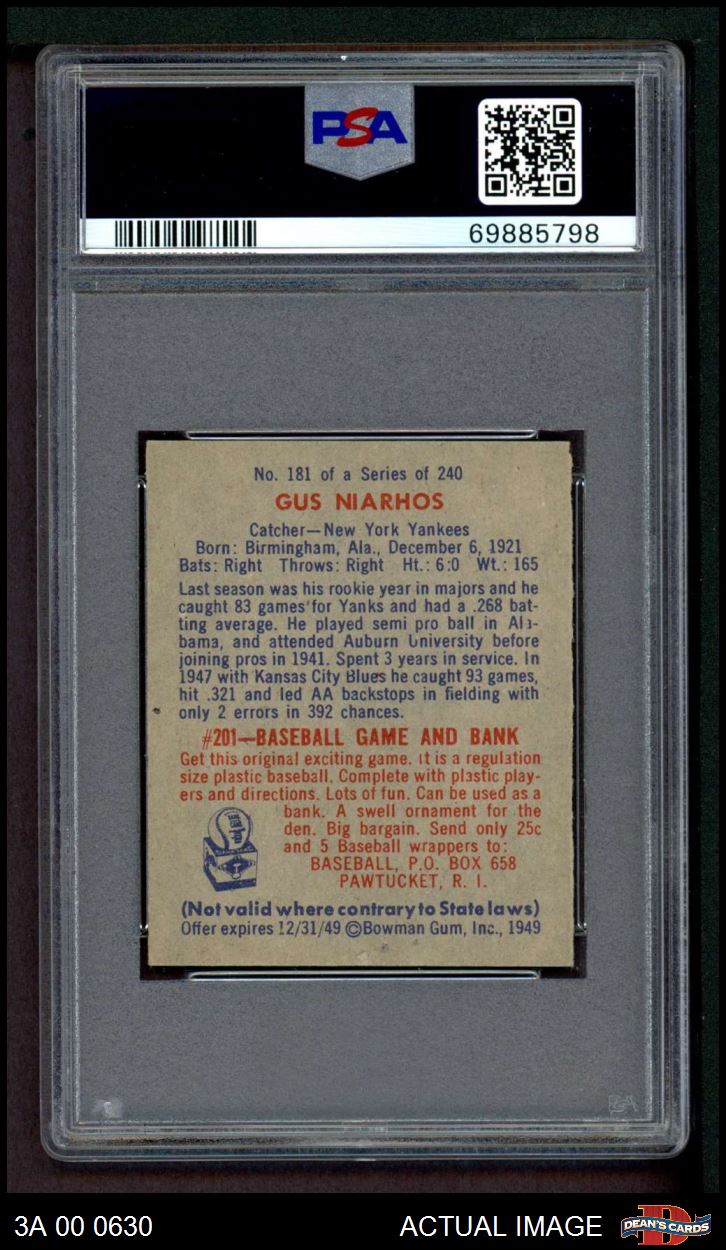 PSA
69885798
No. 181 of a Series of 240
GUS NIARHOS
Catcher—New York Yankees
Born: Birmingham, Ala., December 6, 1921
Bats: Right Throws: Right Ht.: 6:0 Wt.: 165
Last season was his rookie year in majors and he
caught 83 games for Yanks and had a .268 bat-
ting average. He played semi pro ball in Ala-
bama, and attended Auburn University before
joining pros in 1941. Spent 3 years in service. In
1947 with Kansas City Blues he caught 93 games,
hit .321 and led AA backstops in fielding with
only 2 errors in 392 chances.
#201—BASEBALL GAME AND BANK
Get this original exciting game. It is a regulation
size plastic baseball. Complete with plastic play-
ers and directions. Lots of fun. Can be used as a
bank. A swell ornament for the
den. Big bargain. Send only 25c
and 5 Baseball wrappers to:
BASEBALL, P.O. BOX 658
PAWTUCKET, R. I.
(Not valid where contrary to State laws)
Offer expires 12/31/49 ©Bowman Gum, Inc., 1949
PSA
3A 00 0630
ACTUAL IMAGE
DEAN'S CARDS